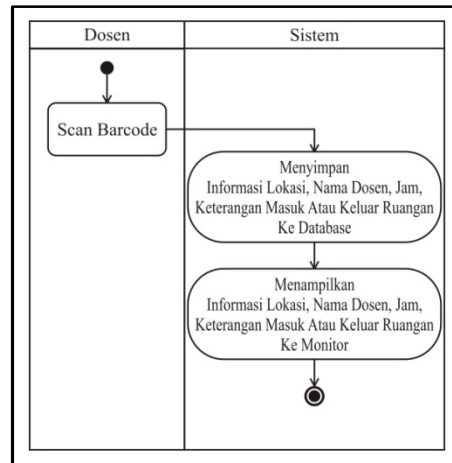 Dosen
Sistem
Scan Barcode
Menyimpan
Informasi Lokasi, Nama Dosen, Jam,
Keterangan Masuk Atau Keluar Ruangan
Ke Database
Menampilkan
Informasi Lokasi, Nama Dosen, Jam,
Keterangan Masuk Atau Keluar Ruangan
Ke Monitor